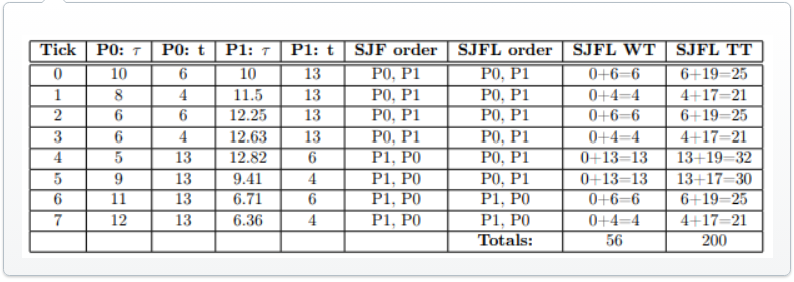 Tick P0: τ P0: t P1: τ P1: t SJF order SJFL order SJFL WT SJFL TT
0 10 6 10 13 P0, P1 P0, P1 0+6=6 6+19=25
1 8 4 11.5 13 P0, P1 P0, P1 0+4=4 4+17=21
2 6 6 12.25 13 P0, P1 P0, P1 0+6=6 6+19=25
3 6 4 12.63 13 P0, P1 P0, P1 0+4=4 4+17=21
4 5 13 12.82 6 P1, P0 P0, P1 0+13=13 13+19=32
5 9 13 9.41 4 P1, P0 P0, P1 0+13=13 13+17=30
6 11 13 6.71 6 P1, P0 P1, P0 0+6=6 6+19=25
7 12 13 6.36 4 P1, P0 P1, P0 0+4=4 4+17=21
Totals: 56 200